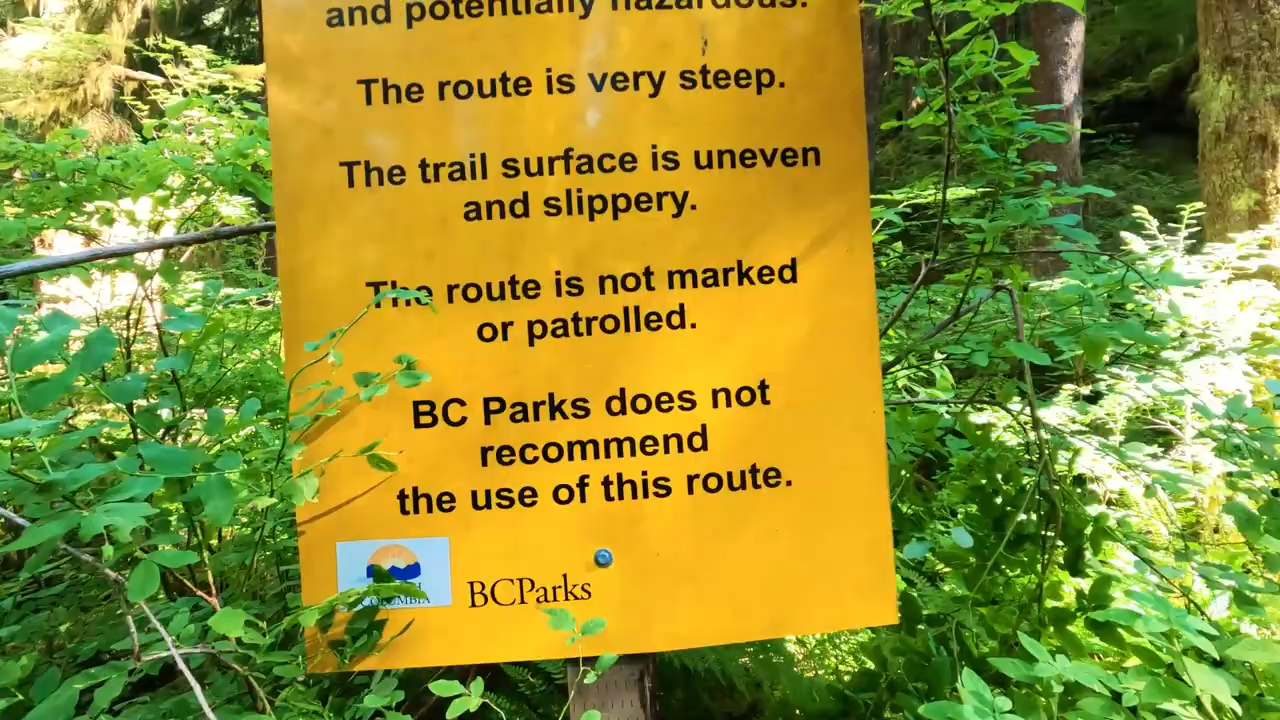 and potentially hazardous.
The route is very steep.
The trail surface is uneven
and slippery.
The route is not marked
or patrolled.
BC Parks does not
recommend
the use of this route.
COLUMBIA
BCParks